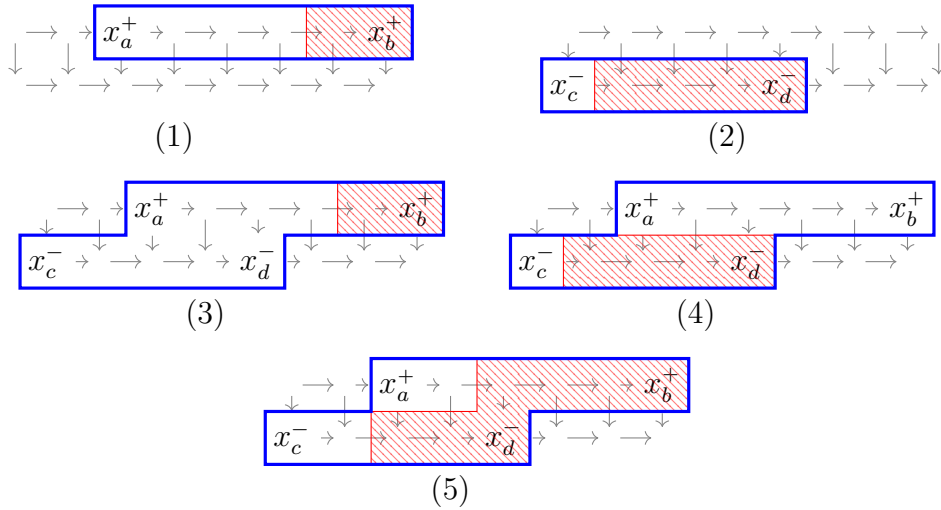 $x_a^+$ $x_b^+$
(1)
$x_c^-$ $x_d^-$
(2)
$x_a^+$ $x_b^+$
$x_c^-$ $x_d^-$
(3)
$x_a^+$ $x_b^+$
$x_c^-$ $x_d^-$
(4)
$x_a^+$ $x_b^+$
$x_c^-$ $x_d^-$
(5)